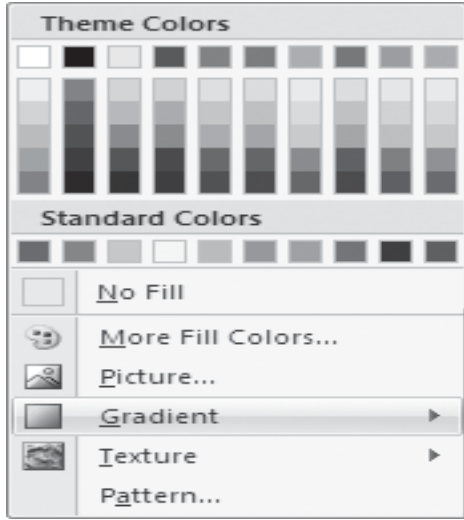 Theme Colors
Standard Colors
No Fill
More Fill Colors...
Picture...
Gradient
Texture
Pattern...